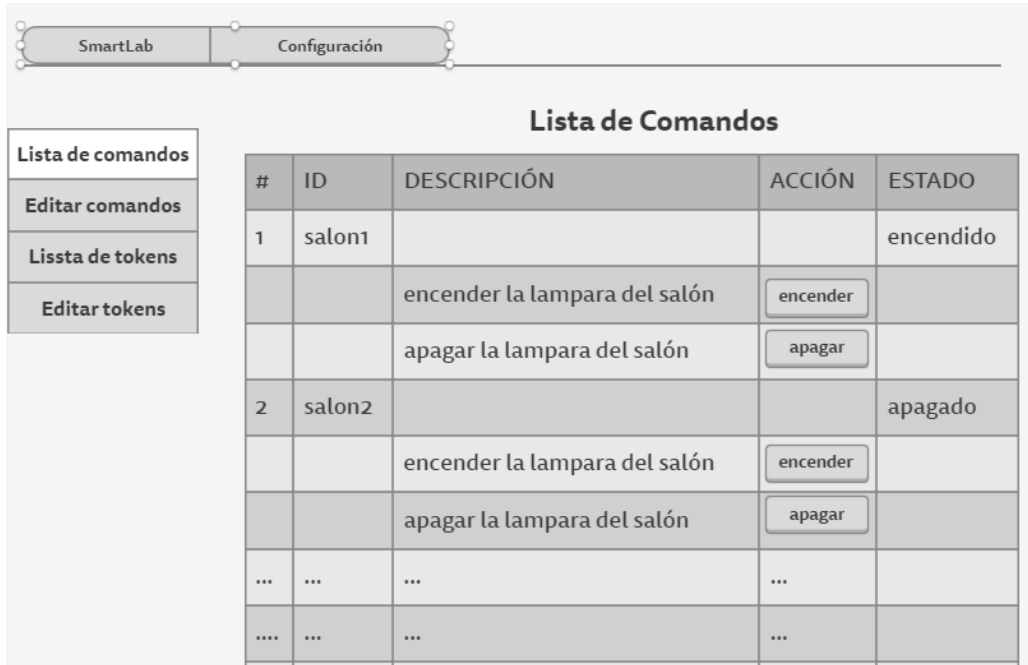 SmartLab Configuración
Lista de Comandos
Lista de comandos
Editar comandos
Lissta de tokens
Editar tokens
# ID DESCRIPCIÓN ACCIÓN ESTADO
1 salon1 encendido
encender la lampara del salón encender
apagar la lampara del salón apagar
2 salon2 apagado
encender la lampara del salón encender
apagar la lampara del salón apagar
... ... ... ...
.... ... ... ...